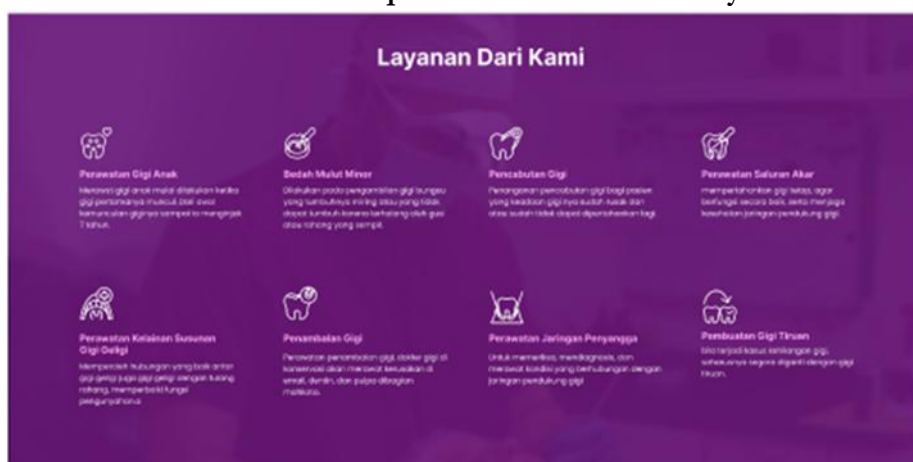 Layanan Dari Kami
Perawatan Gigi Anak
Merawat gigi anak mulai dilakukan ketika
gigi pertamanya muncul. Dari awal
kemunculan giginya sampai ia menginjak
7 tahun.
Bedah Mulut Minor
Dilakukan pada pengambilan gigi bungsu
yang tumbuhnya miring atau yang tidak
dapat tumbuh karena terhalang oleh gusi
atau rahang yang sempit.
Pencabutan Gigi
Penanganan pencabutan gigi bagi pasien
yang keadaan gigi nya sudah rusak dan
atau sudah tidak dapat dipertahankan lagi
Perawatan Saluran Akar
mempertahankan gigi tetap, agar
berfungsi secara baik, serta menjaga
kesehatan jaringan pendukung gigi
Perawatan Kelainan Susunan
Gigi Geligi
Memperoleh hubungan yang baik antar
gigi geligi juga gigi geligi dengan tulang
rahang, memperbaiki fungsi
Penambalan Gigi
Perawatan penambalan gigi, dokter gigi di
konservasi akan merawat kerusakan di
email, dentin, dan pulpa dibagian
mahkota.
Perawatan Jaringan Penyangga
Untuk memeriksa, mendiagnosis, dan
merawat kondisi yang berhubungan dengan
jaringan pendukung gigi
Pembuatan Gigi Tiruan
bila terjadi kasus kehilangan gigi,
seharusnya segera diganti dengan gigi
tiruan.